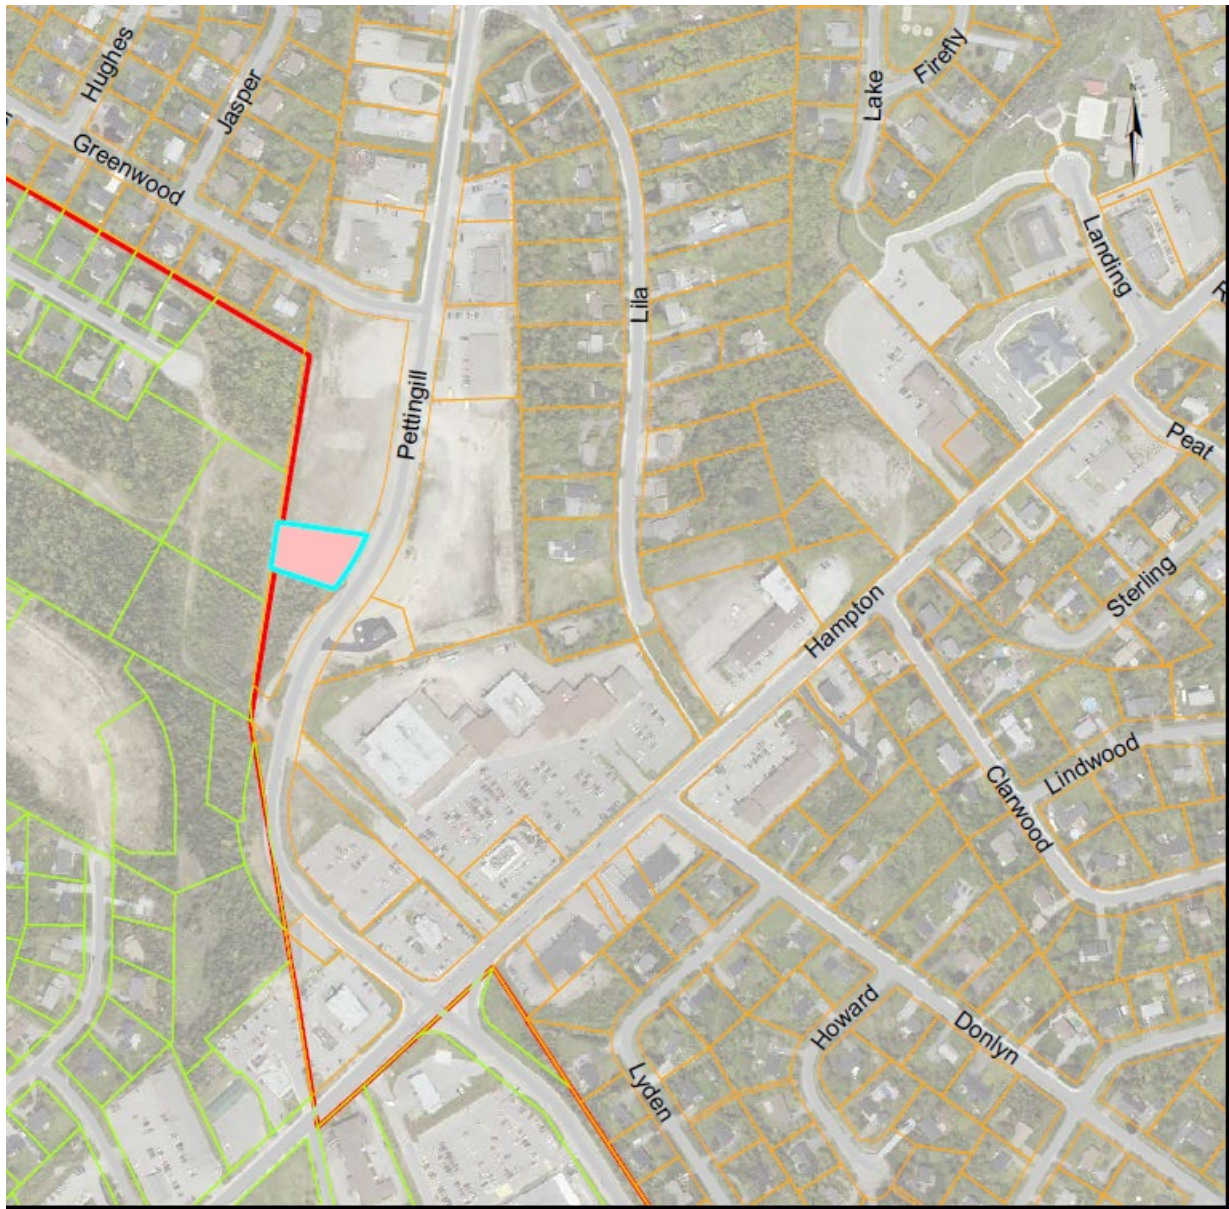 Hughes
Jasper
Greenwood
Lake
Firefly
N
Landing
Lila
Pettingill
Peat
Sterling
Hampton
Lindwood
Clarwood
Howard
Donlyn
Lyden